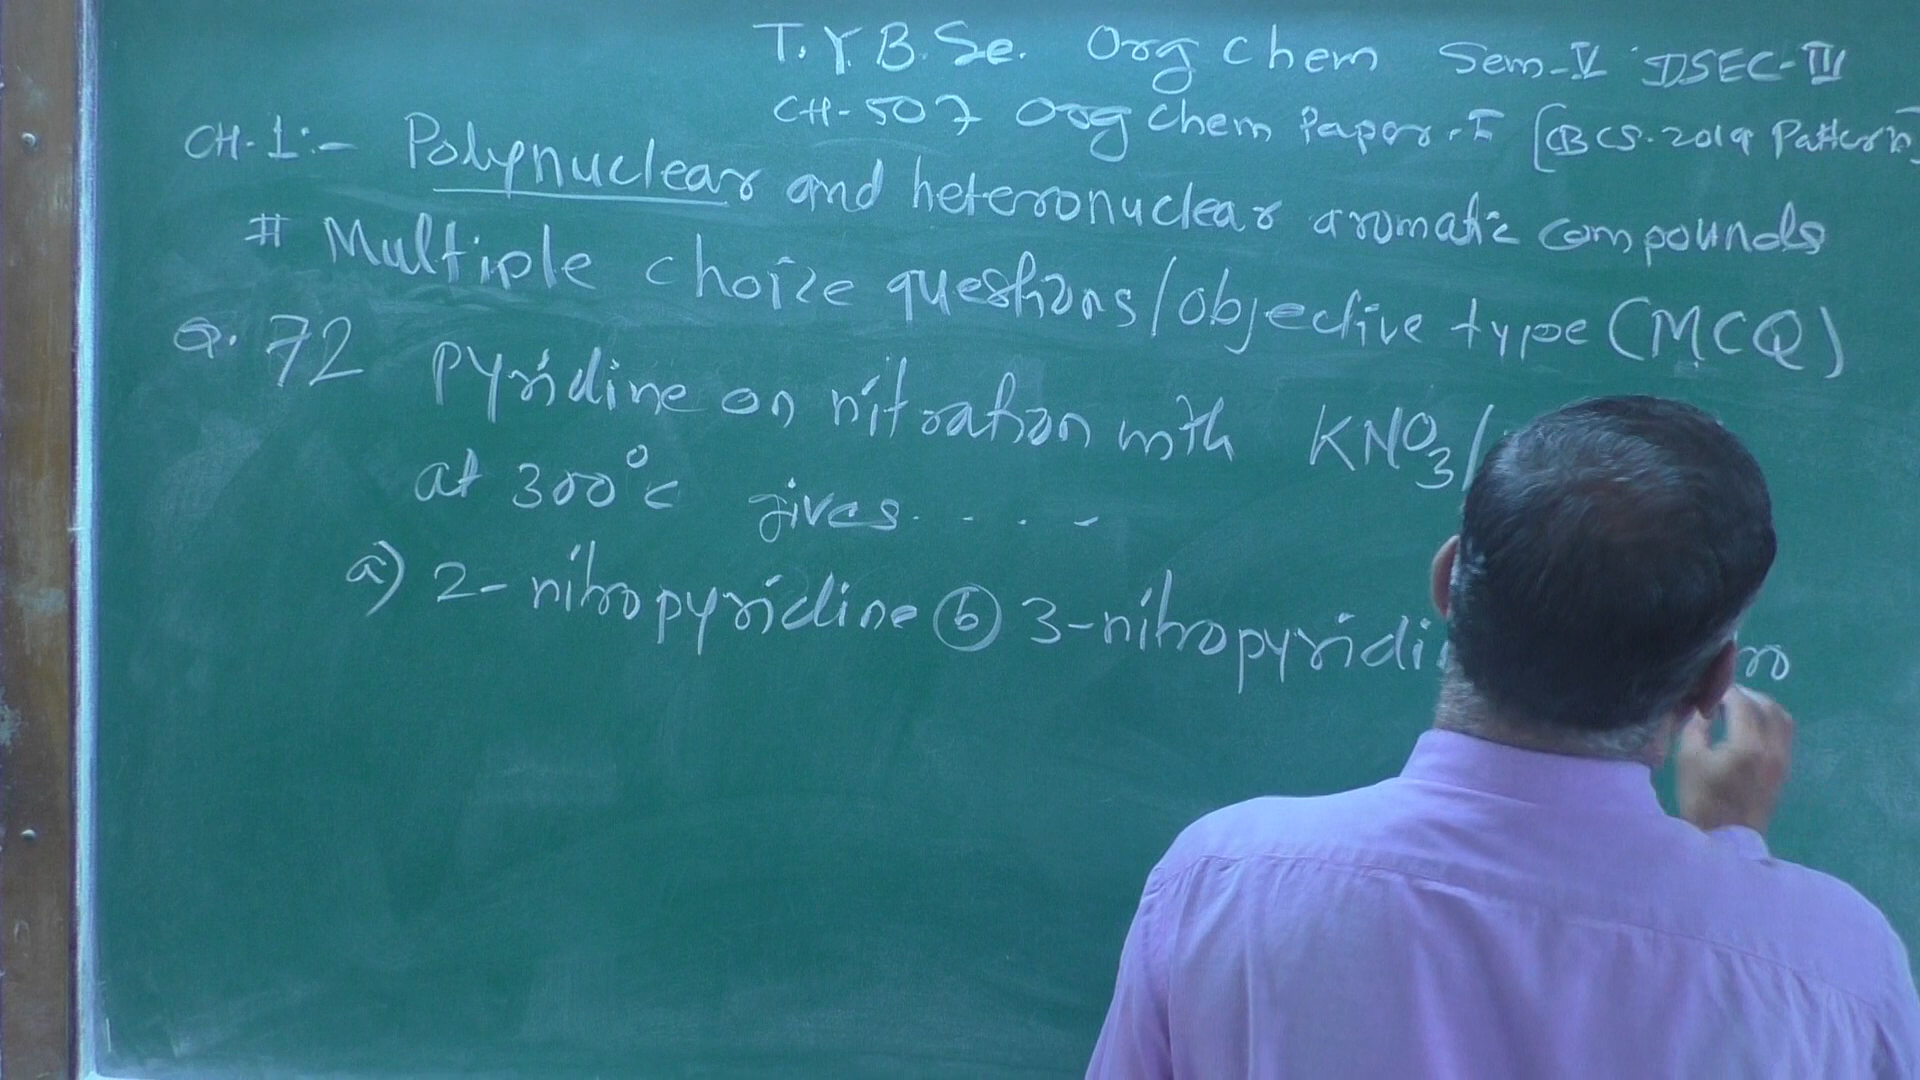 T.Y.B.Sc. Org Chem Sem-V DSEC-III
CH-507 Org Chem Paper-I [CBCS-2019 Pattern]
CH-1:- Polynuclear and heteronuclear aromatic compounds
# Multiple choice questions/objective type (MCQ)
Q.72 Pyridine on nitration with KNO3/
at 300°c gives.....
a) 2-nitropyridine b) 3-nitropyridi